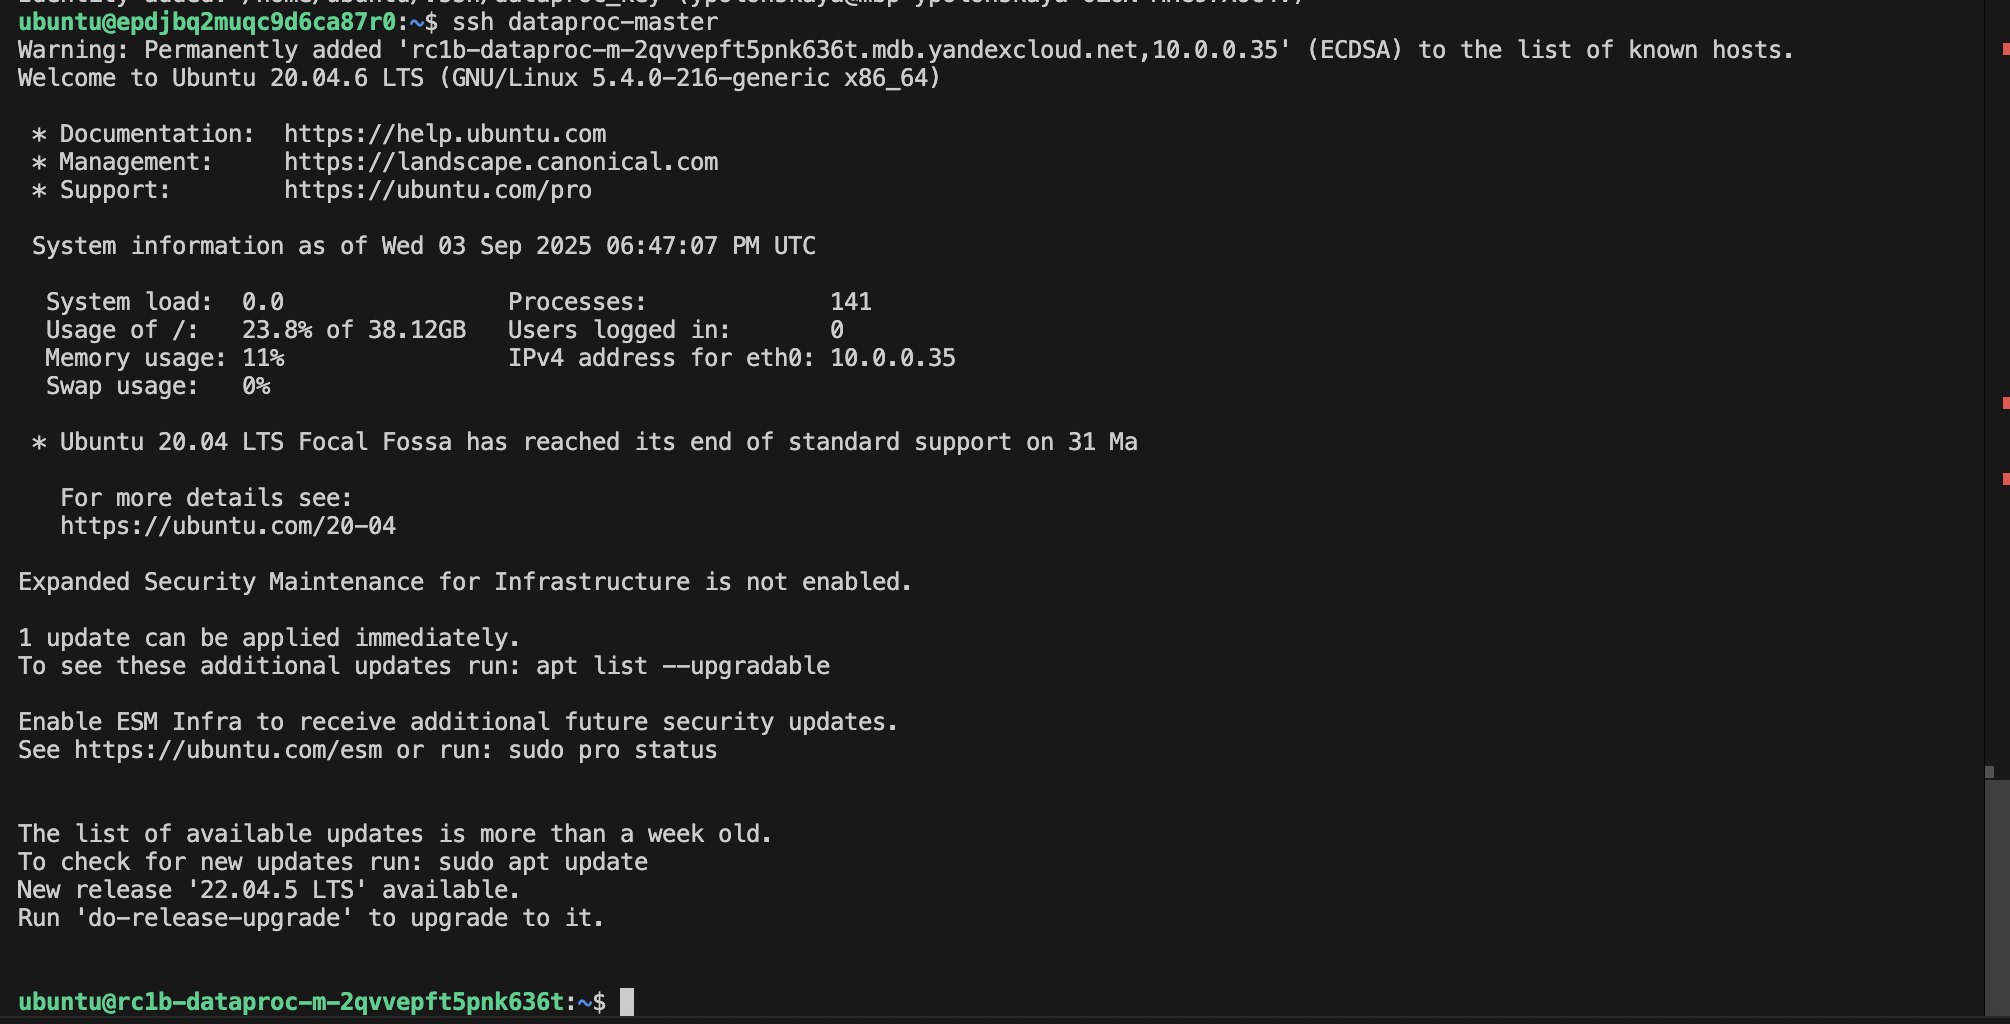 ubuntu@epdjbq2muqc9d6ca87r0:~$ ssh dataproc-master
Warning: Permanently added 'rc1b-dataproc-m-2qvvepft5pnk636t.mdb.yandexcloud.net,10.0.0.35' (ECDSA) to the list of known hosts.
Welcome to Ubuntu 20.04.6 LTS (GNU/Linux 5.4.0-216-generic x86_64)
* Documentation:  https://help.ubuntu.com
* Management:     https://landscape.canonical.com
* Support:        https://ubuntu.com/pro
System information as of Wed 03 Sep 2025 06:47:07 PM UTC
System load:  0.0                Processes:             141
Usage of /:   23.8% of 38.12GB   Users logged in:       0
Memory usage: 11%                IPv4 address for eth0: 10.0.0.35
Swap usage:   0%
* Ubuntu 20.04 LTS Focal Fossa has reached its end of standard support on 31 Ma
For more details see:
https://ubuntu.com/20-04
Expanded Security Maintenance for Infrastructure is not enabled.
1 update can be applied immediately.
To see these additional updates run: apt list --upgradable
Enable ESM Infra to receive additional future security updates.
See https://ubuntu.com/esm or run: sudo pro status
The list of available updates is more than a week old.
To check for new updates run: sudo apt update
New release '22.04.5 LTS' available.
Run 'do-release-upgrade' to upgrade to it.
ubuntu@rc1b-dataproc-m-2qvvepft5pnk636t:~$